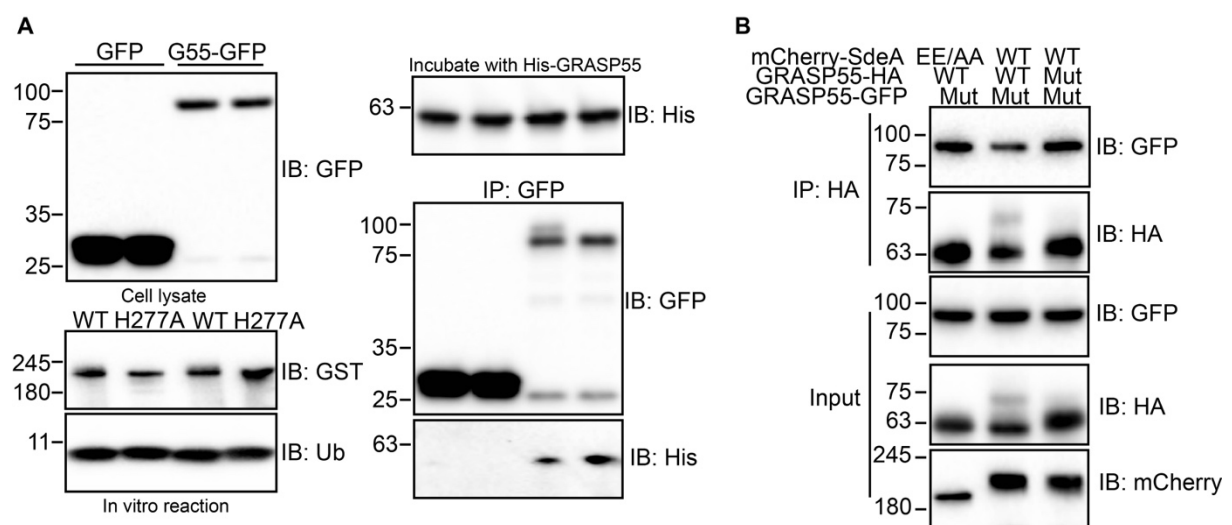 A
GFP G55-GFP
100
75
35
25
IB: GFP
Cell lysate
WT H277A WT H277A
245
180
IB: GST
11
IB: Ub
In vitro reaction
Incubate with His-GRASP55
63
IB: His
IP: GFP
100
75
35
25
IB: GFP
63
IB: His
B
mCherry-SdeA EE/AA WT WT
GRASP55-HA WT WT Mut
GRASP55-GFP Mut Mut Mut
IP: HA
100
75
IB: GFP
75
63
IB: HA
Input
100
75
IB: GFP
75
63
IB: HA
245
180
IB: mCherry